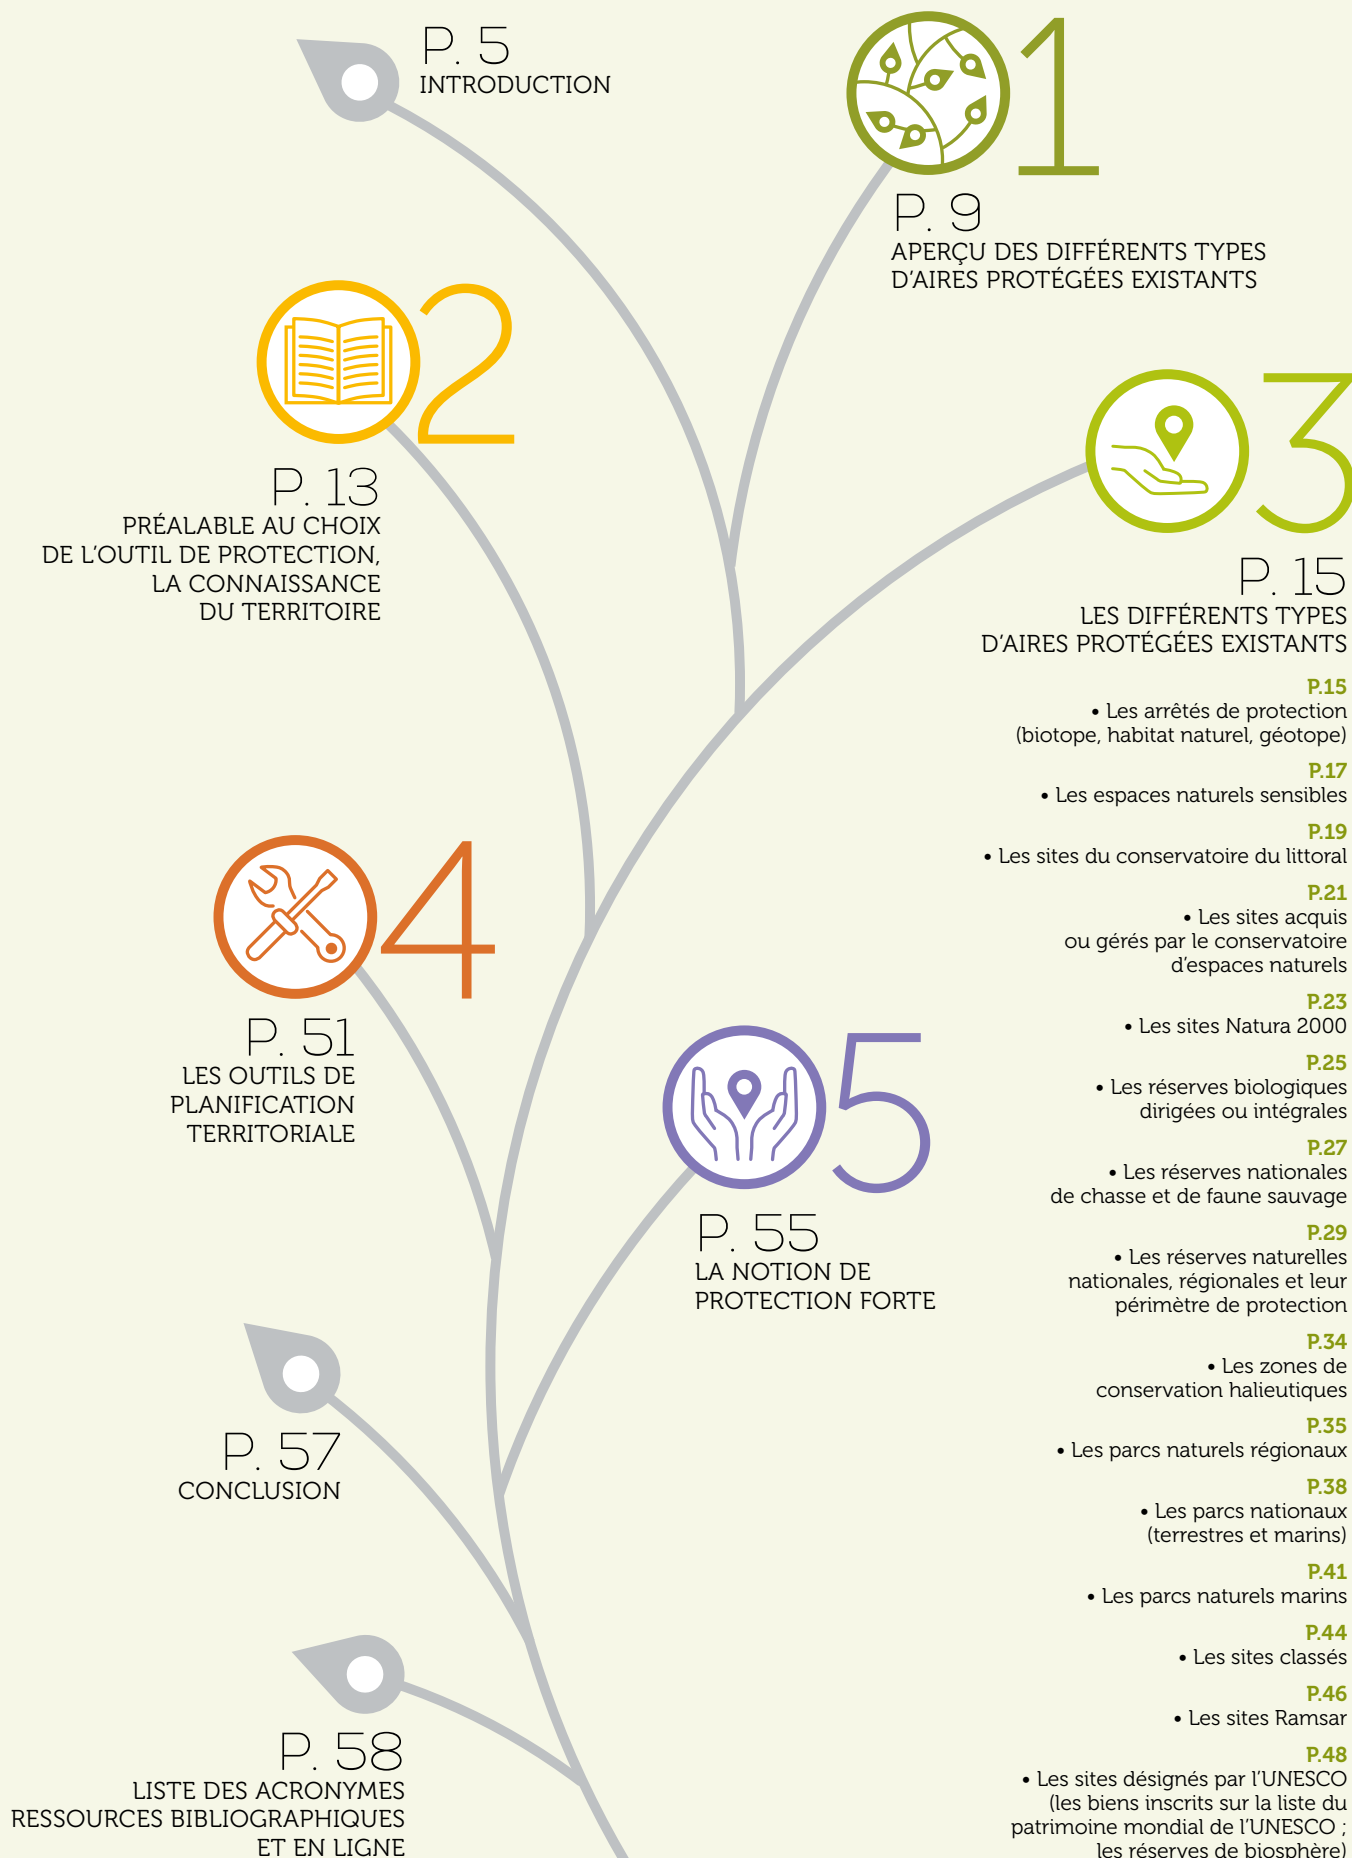 P. 5
INTRODUCTION
1
P. 9
APERÇU DES DIFFÉRENTS TYPES
D'AIRES PROTÉGÉES EXISTANTS
2
P. 13
PRÉALABLE AU CHOIX
DE L'OUTIL DE PROTECTION,
LA CONNAISSANCE
DU TERRITOIRE
3
P. 15
LES DIFFÉRENTS TYPES
D'AIRES PROTÉGÉES EXISTANTS
P.15
• Les arrêtés de protection
(biotope, habitat naturel, géotope)
P.17
• Les espaces naturels sensibles
P.19
• Les sites du conservatoire du littoral
P.21
• Les sites acquis
ou gérés par le conservatoire
d'espaces naturels
P.23
• Les sites Natura 2000
P.25
• Les réserves biologiques
dirigées ou intégrales
P.27
• Les réserves nationales
de chasse et de faune sauvage
P.29
• Les réserves naturelles
nationales, régionales et leur
périmètre de protection
P.34
• Les zones de
conservation halieutiques
P.35
• Les parcs naturels régionaux
P.38
• Les parcs nationaux
(terrestres et marins)
P.41
• Les parcs naturels marins
P.44
• Les sites classés
P.46
• Les sites Ramsar
P.48
• Les sites désignés par l'UNESCO
(les biens inscrits sur la liste du
patrimoine mondial de l'UNESCO ;
les réserves de biosphère)
4
P. 51
LES OUTILS DE
PLANIFICATION
TERRITORIALE
5
P. 55
LA NOTION DE
PROTECTION FORTE
P. 57
CONCLUSION
P. 58
LISTE DES ACRONYMES
RESSOURCES BIBLIOGRAPHIQUES
ET EN LIGNE